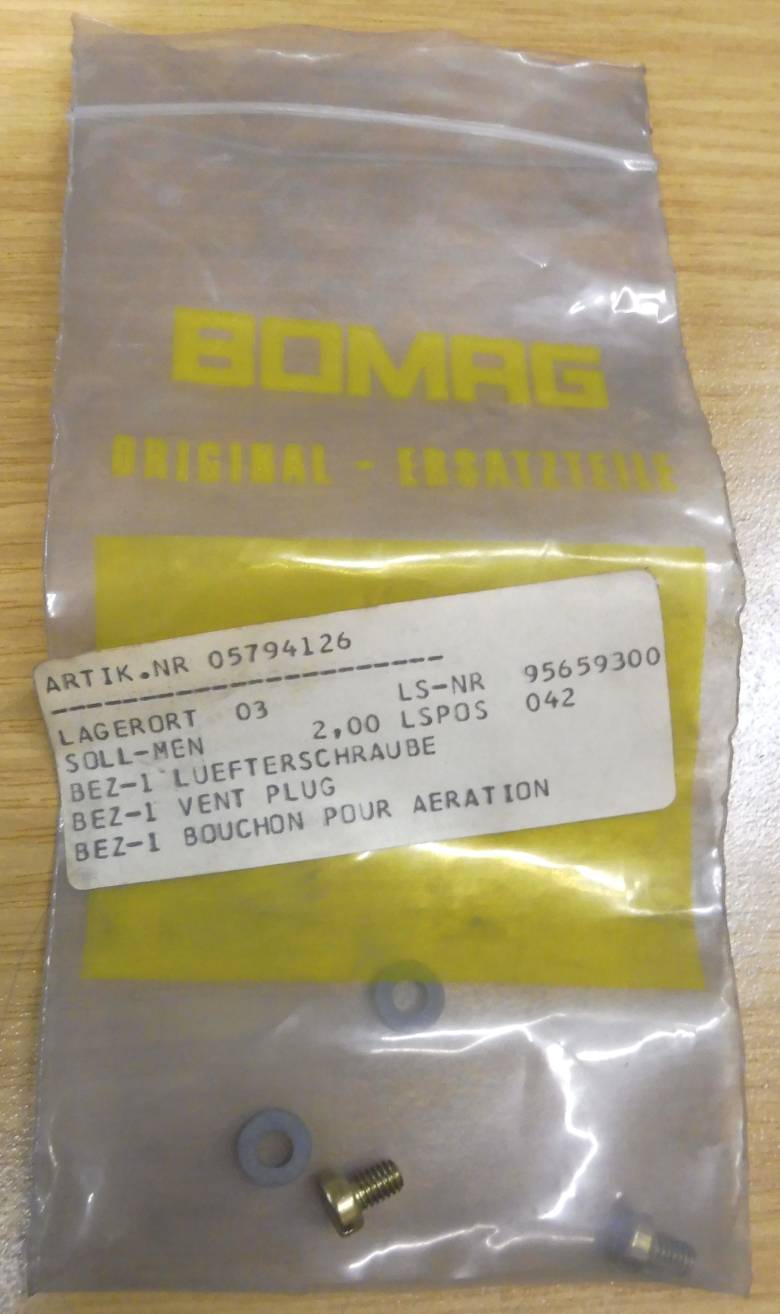 BOMAG
ORIGINAL - ERSATZTEILE
ARTIK.NR 05794126
-----------------------
LAGERORT 03 LS-NR 95659300
SOLL-MEN 2,00 LSPOS 042
BEZ-1 LUEFTERSCHRAUBE
BEZ-1 VENT PLUG
BEZ-1 BOUCHON POUR AERATION